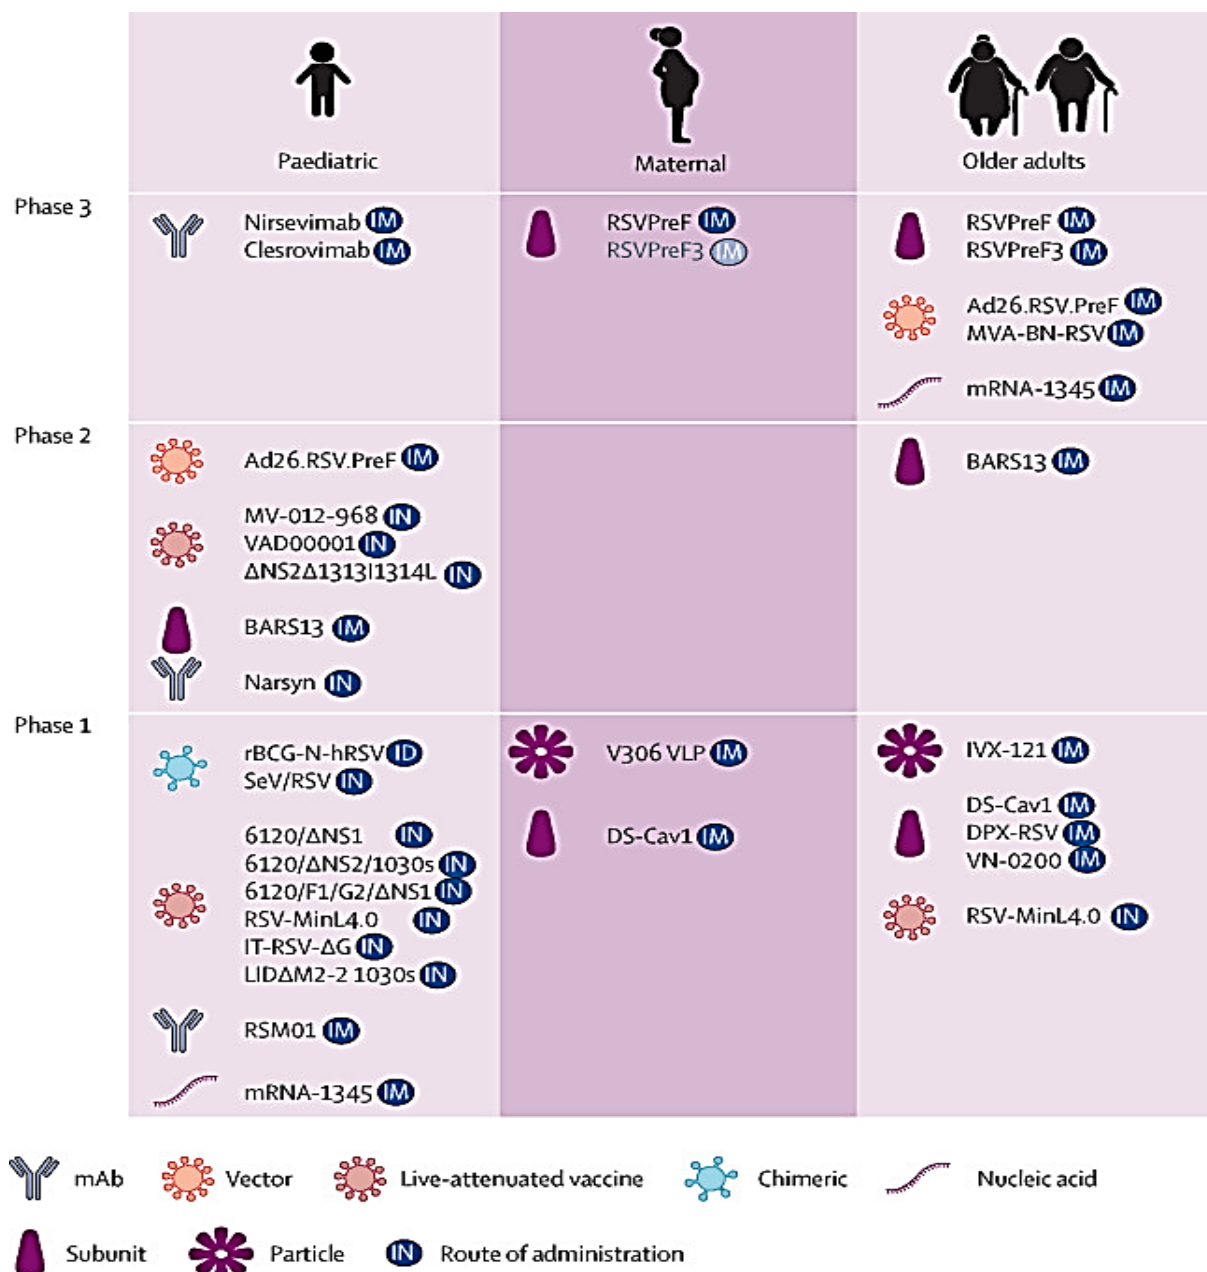 Paediatric
Maternal
Older adults
Phase 3
Nirsevimab IM
Clesrovimab IM
RSVPreF IM
RSVPreF3 IM
RSVPreF IM
RSVPreF3 IM
Ad26.RSV.PreF IM
MVA-BN-RSV IM
mRNA-1345 IM
Phase 2
Ad26.RSV.PreF IM
MV-012-968 IN
VAD00001 IN
ΔNS2Δ1313I1314L IN
BARS13 IM
Narsyn IN
BARS13 IM
Phase 1
rBCG-N-hRSV ID
SeV/RSV IN
6120/ΔNS1 IN
6120/ΔNS2/1030s IN
6120/F1/G2/ΔNS1 IN
RSV-MinL4.0 IN
IT-RSV-ΔG IN
LIDΔM2-2 1030s IN
RSM01 IM
mRNA-1345 IM
V306 VLP IM
DS-Cav1 IM
IVX-121 IM
DS-Cav1 IM
DPX-RSV IM
VN-0200 IM
RSV-MinL4.0 IN
mAb
Vector
Live-attenuated vaccine
Chimeric
Nucleic acid
Subunit
Particle
IN Route of administration